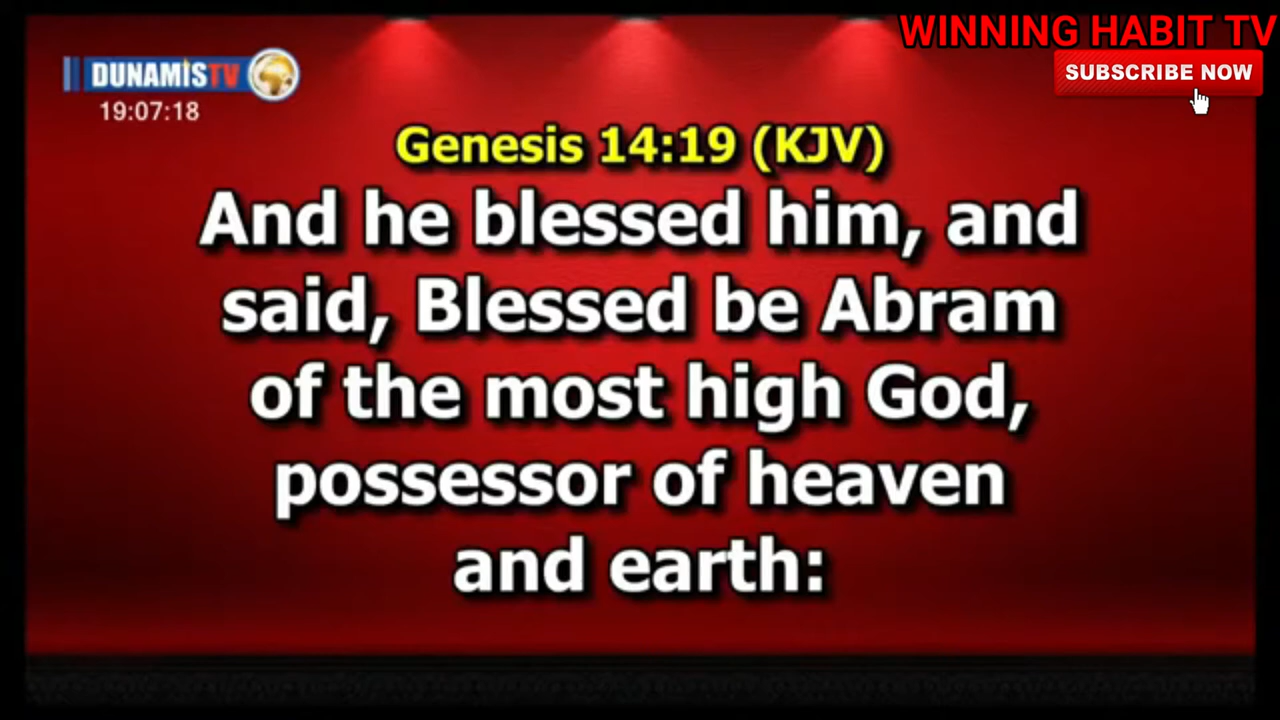 WINNING HABIT TV
DUNAMIS TV
SUBSCRIBE NOW
19:07:18
Genesis 14:19 (KJV)
And he blessed him, and
said, Blessed be Abram
of the most high God,
possessor of heaven
and earth: